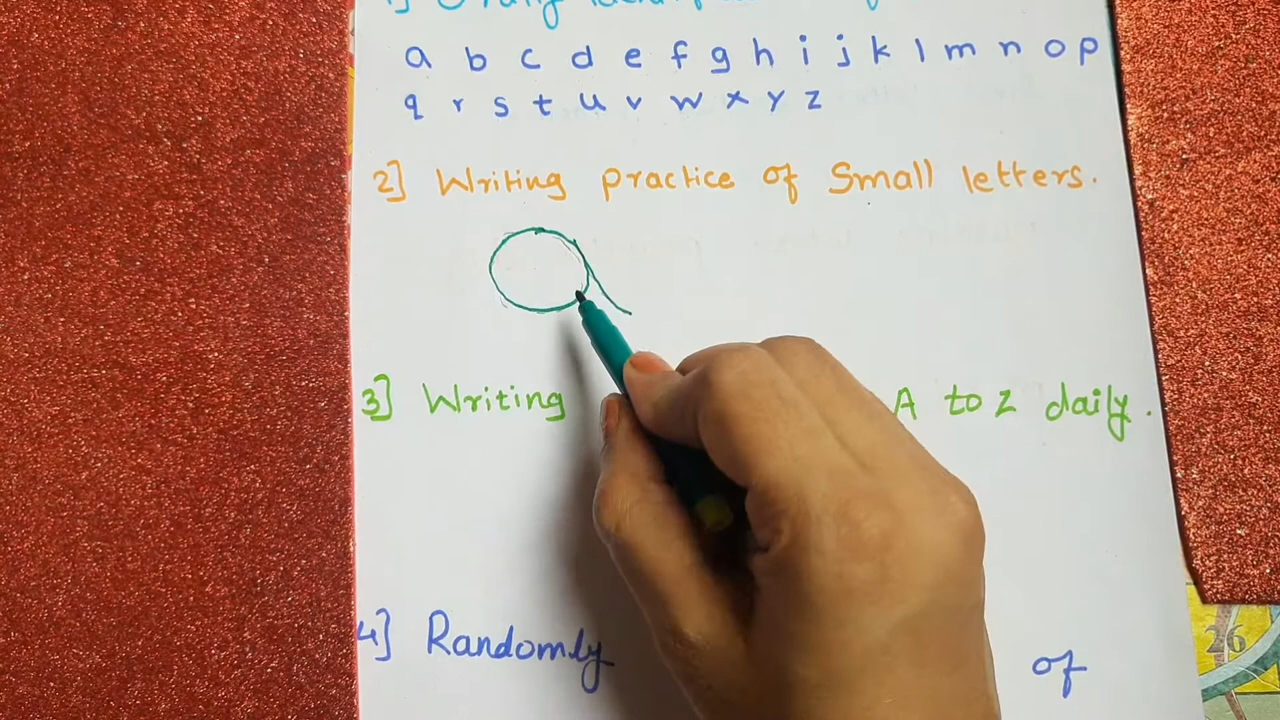 a b c d e f g h i j k l m n o p
q r s t u v w x y z
2] Writing practice of Small letters.
3] Writing A to Z daily.
4] Randomly of
26